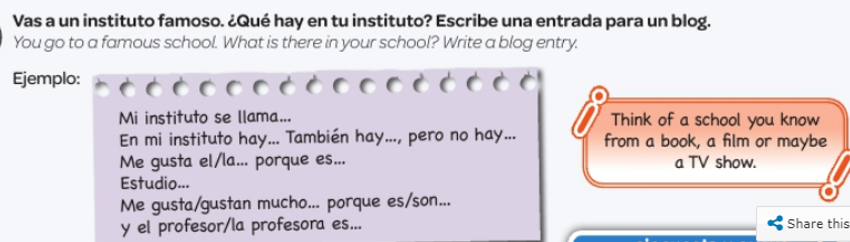 Vas a un instituto famoso. ¿Qué hay en tu instituto? Escribe una entrada para un blog.
You go to a famous school. What is there in your school? Write a blog entry.
Ejemplo:
Mi instituto se llama...
En mi instituto hay... También hay..., pero no hay...
Me gusta el/la... porque es...
Estudio...
Me gusta/gustan mucho... porque es/son...
y el profesor/la profesora es...
Think of a school you know
from a book, a film or maybe
a TV show.
Share this